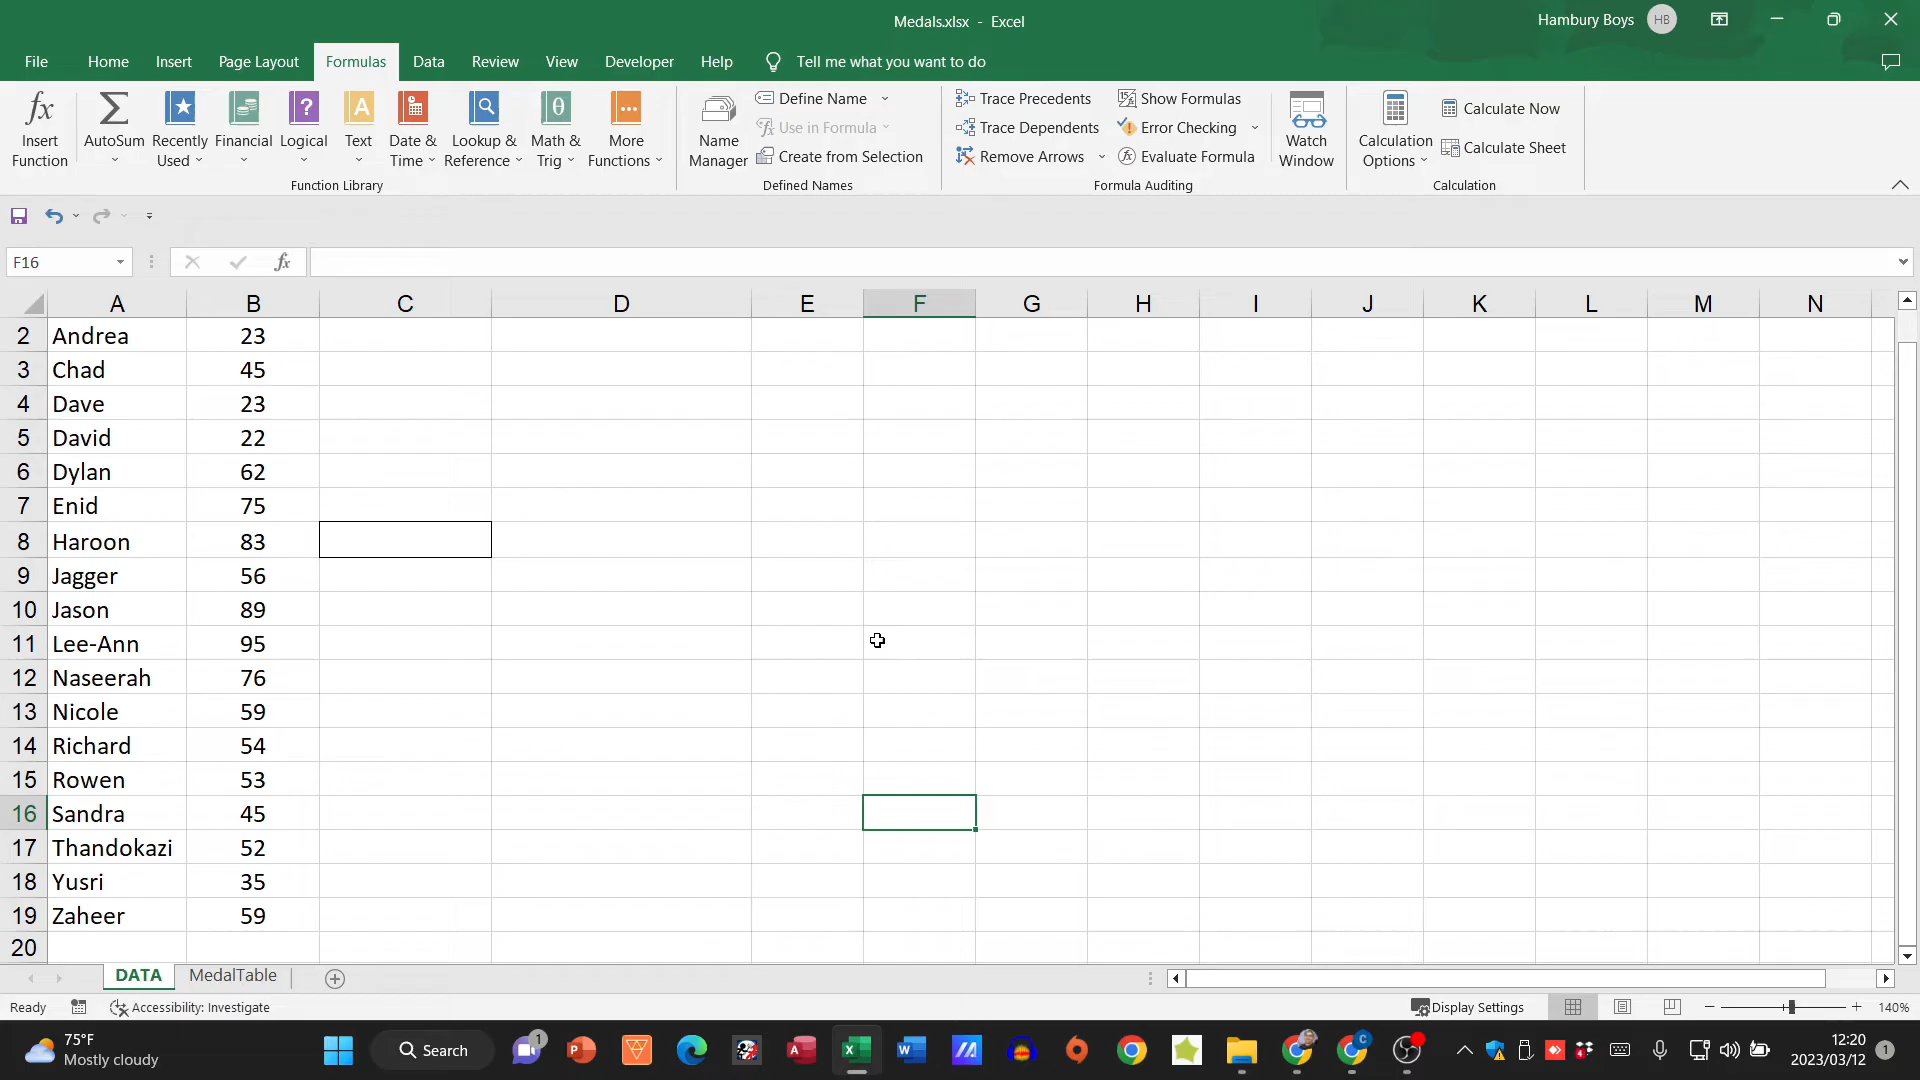 Medals.xlsx - Excel
Hambury Boys HB
File Home Insert Page Layout Formulas Data Review View Developer Help Tell me what you want to do
Insert Function
AutoSum
Recently Used
Financial
Logical
Text
Date & Time
Lookup & Reference
Math & Trig
More Functions
Function Library
Name Manager
Define Name
Use in Formula
Create from Selection
Defined Names
Trace Precedents
Trace Dependents
Remove Arrows
Show Formulas
Error Checking
Evaluate Formula
Formula Auditing
Watch Window
Calculation Options
Calculate Now
Calculate Sheet
Calculation
F16
fx
A B C D E F G H I J K L M N
2 Andrea 23
3 Chad 45
4 Dave 23
5 David 22
6 Dylan 62
7 Enid 75
8 Haroon 83
9 Jagger 56
10 Jason 89
11 Lee-Ann 95
12 Naseerah 76
13 Nicole 59
14 Richard 54
15 Rowen 53
16 Sandra 45
17 Thandokazi 52
18 Yusri 35
19 Zaheer 59
20
DATA MedalTable
Ready Accessibility: Investigate Display Settings 140%
75°F
Mostly cloudy
Search
1
12:20
2023/03/12
1